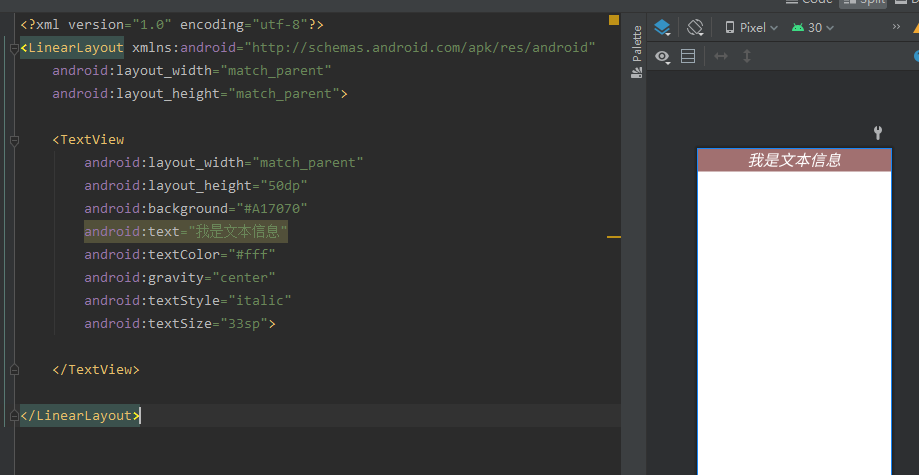 Code Split
<?xml version="1.0" encoding="utf-8"?>
<LinearLayout xmlns:android="http://schemas.android.com/apk/res/android"
    android:layout_width="match_parent"
    android:layout_height="match_parent">
    <TextView
        android:layout_width="match_parent"
        android:layout_height="50dp"
        android:background="#A17070"
        android:text="我是文本信息"
        android:textColor="#fff"
        android:gravity="center"
        android:textStyle="italic"
        android:textSize="33sp">
    </TextView>
</LinearLayout>
Palette
Pixel 30 »
我是文本信息